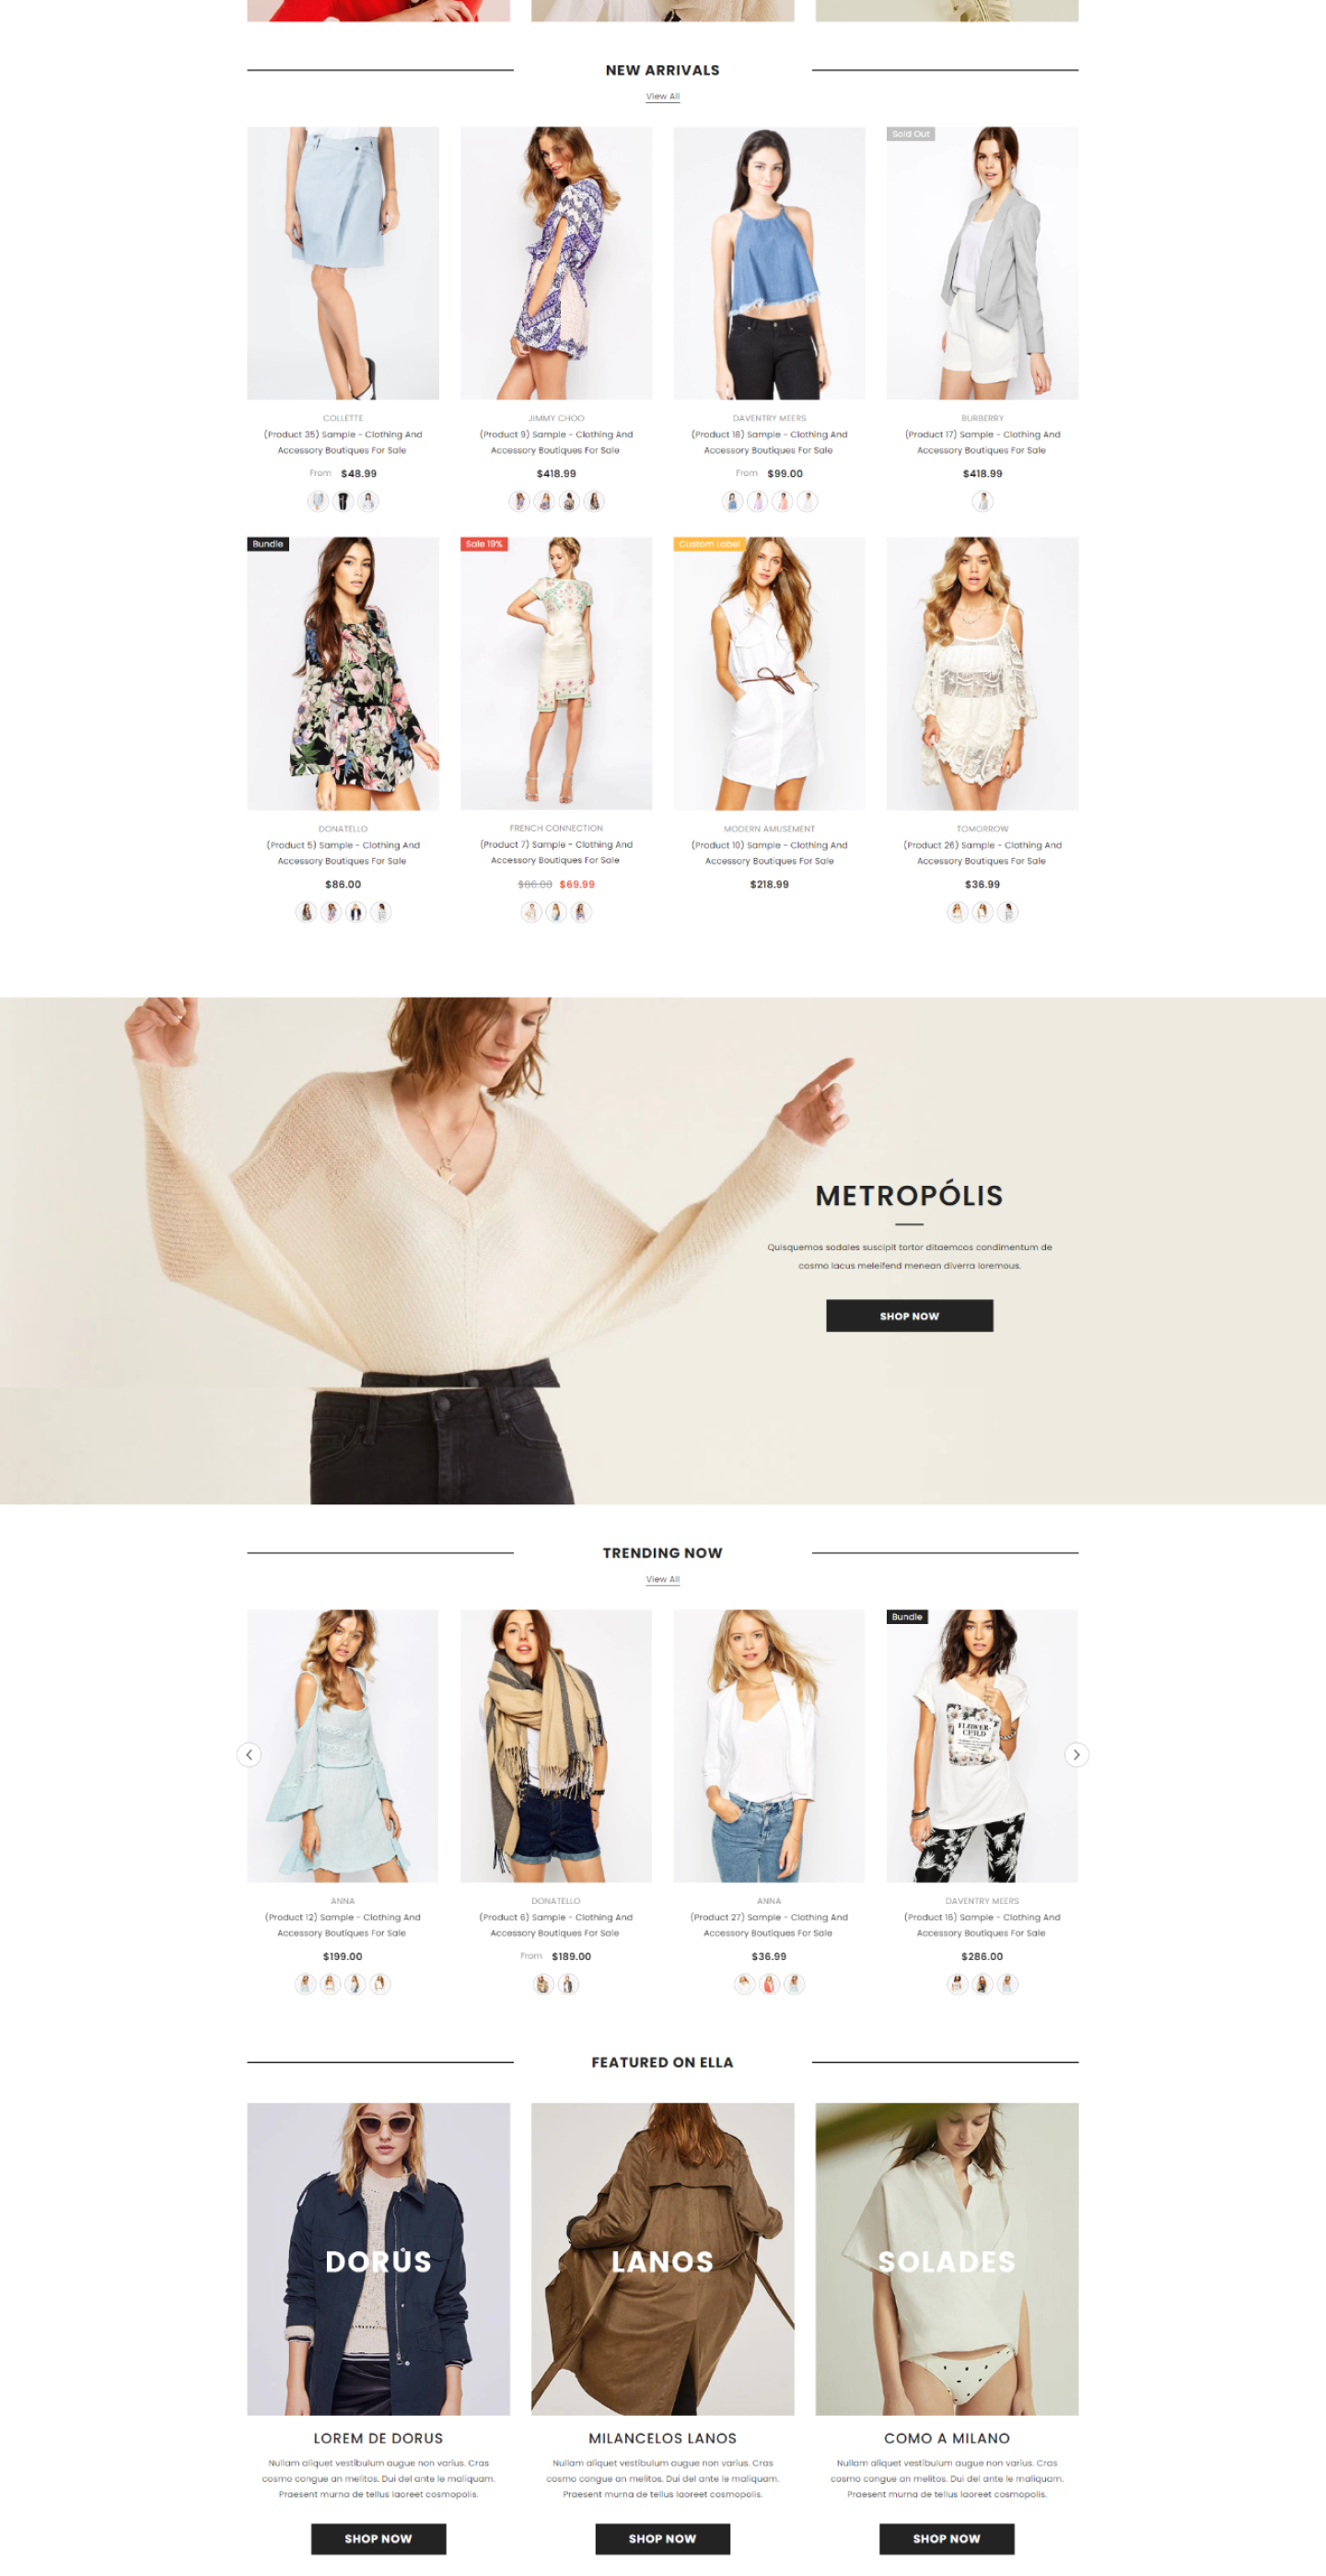 NEW ARRIVALS
View All
Sold Out
COLLETTE
(Product 35) Sample - Clothing And
Accessory Boutiques For Sale
From $48.99
JIMMY CHOO
(Product 9) Sample - Clothing And
Accessory Boutiques For Sale
$418.99
DAVENTRY MEERS
(Product 18) Sample - Clothing And
Accessory Boutiques For Sale
From $99.00
BURBERRY
(Product 17) Sample - Clothing And
Accessory Boutiques For Sale
$418.99
Bundle
DONATELLO
(Product 5) Sample - Clothing And
Accessory Boutiques For Sale
$86.00
Sale 19%
FRENCH CONNECTION
(Product 7) Sample - Clothing And
Accessory Boutiques For Sale
$86.00 $69.99
Custom Label
MODERN AMUSEMENT
(Product 10) Sample - Clothing And
Accessory Boutiques For Sale
$218.99
TOMORROW
(Product 26) Sample - Clothing And
Accessory Boutiques For Sale
$36.99
METROPÓLIS
Quisquemos sodales suscipit tortor ditaemcos condimentum de
cosmo lacus meleifend menean diverra loremous.
SHOP NOW
TRENDING NOW
View All
ANNA
(Product 12) Sample - Clothing And
Accessory Boutiques For Sale
$199.00
DONATELLO
(Product 6) Sample - Clothing And
Accessory Boutiques For Sale
From $189.00
ANNA
(Product 27) Sample - Clothing And
Accessory Boutiques For Sale
$36.99
Bundle
FLOWER-
CHILD
DAVENTRY MEERS
(Product 16) Sample - Clothing And
Accessory Boutiques For Sale
$286.00
FEATURED ON ELLA
DORUS
LOREM DE DORUS
Nullam aliquet vestibulum augue non varius. Cras
cosmo congue an melitos. Dui del ante le maliquam.
Praesent murna de tellus laoreet cosmopolis.
SHOP NOW
LANOS
MILANCELOS LANOS
Nullam aliquet vestibulum augue non varius. Cras
cosmo congue an melitos. Dui del ante le maliquam.
Praesent murna de tellus laoreet cosmopolis.
SHOP NOW
SOLADES
COMO A MILANO
Nullam aliquet vestibulum augue non varius. Cras
cosmo congue an melitos. Dui del ante le maliquam.
Praesent murna de tellus laoreet cosmopolis.
SHOP NOW